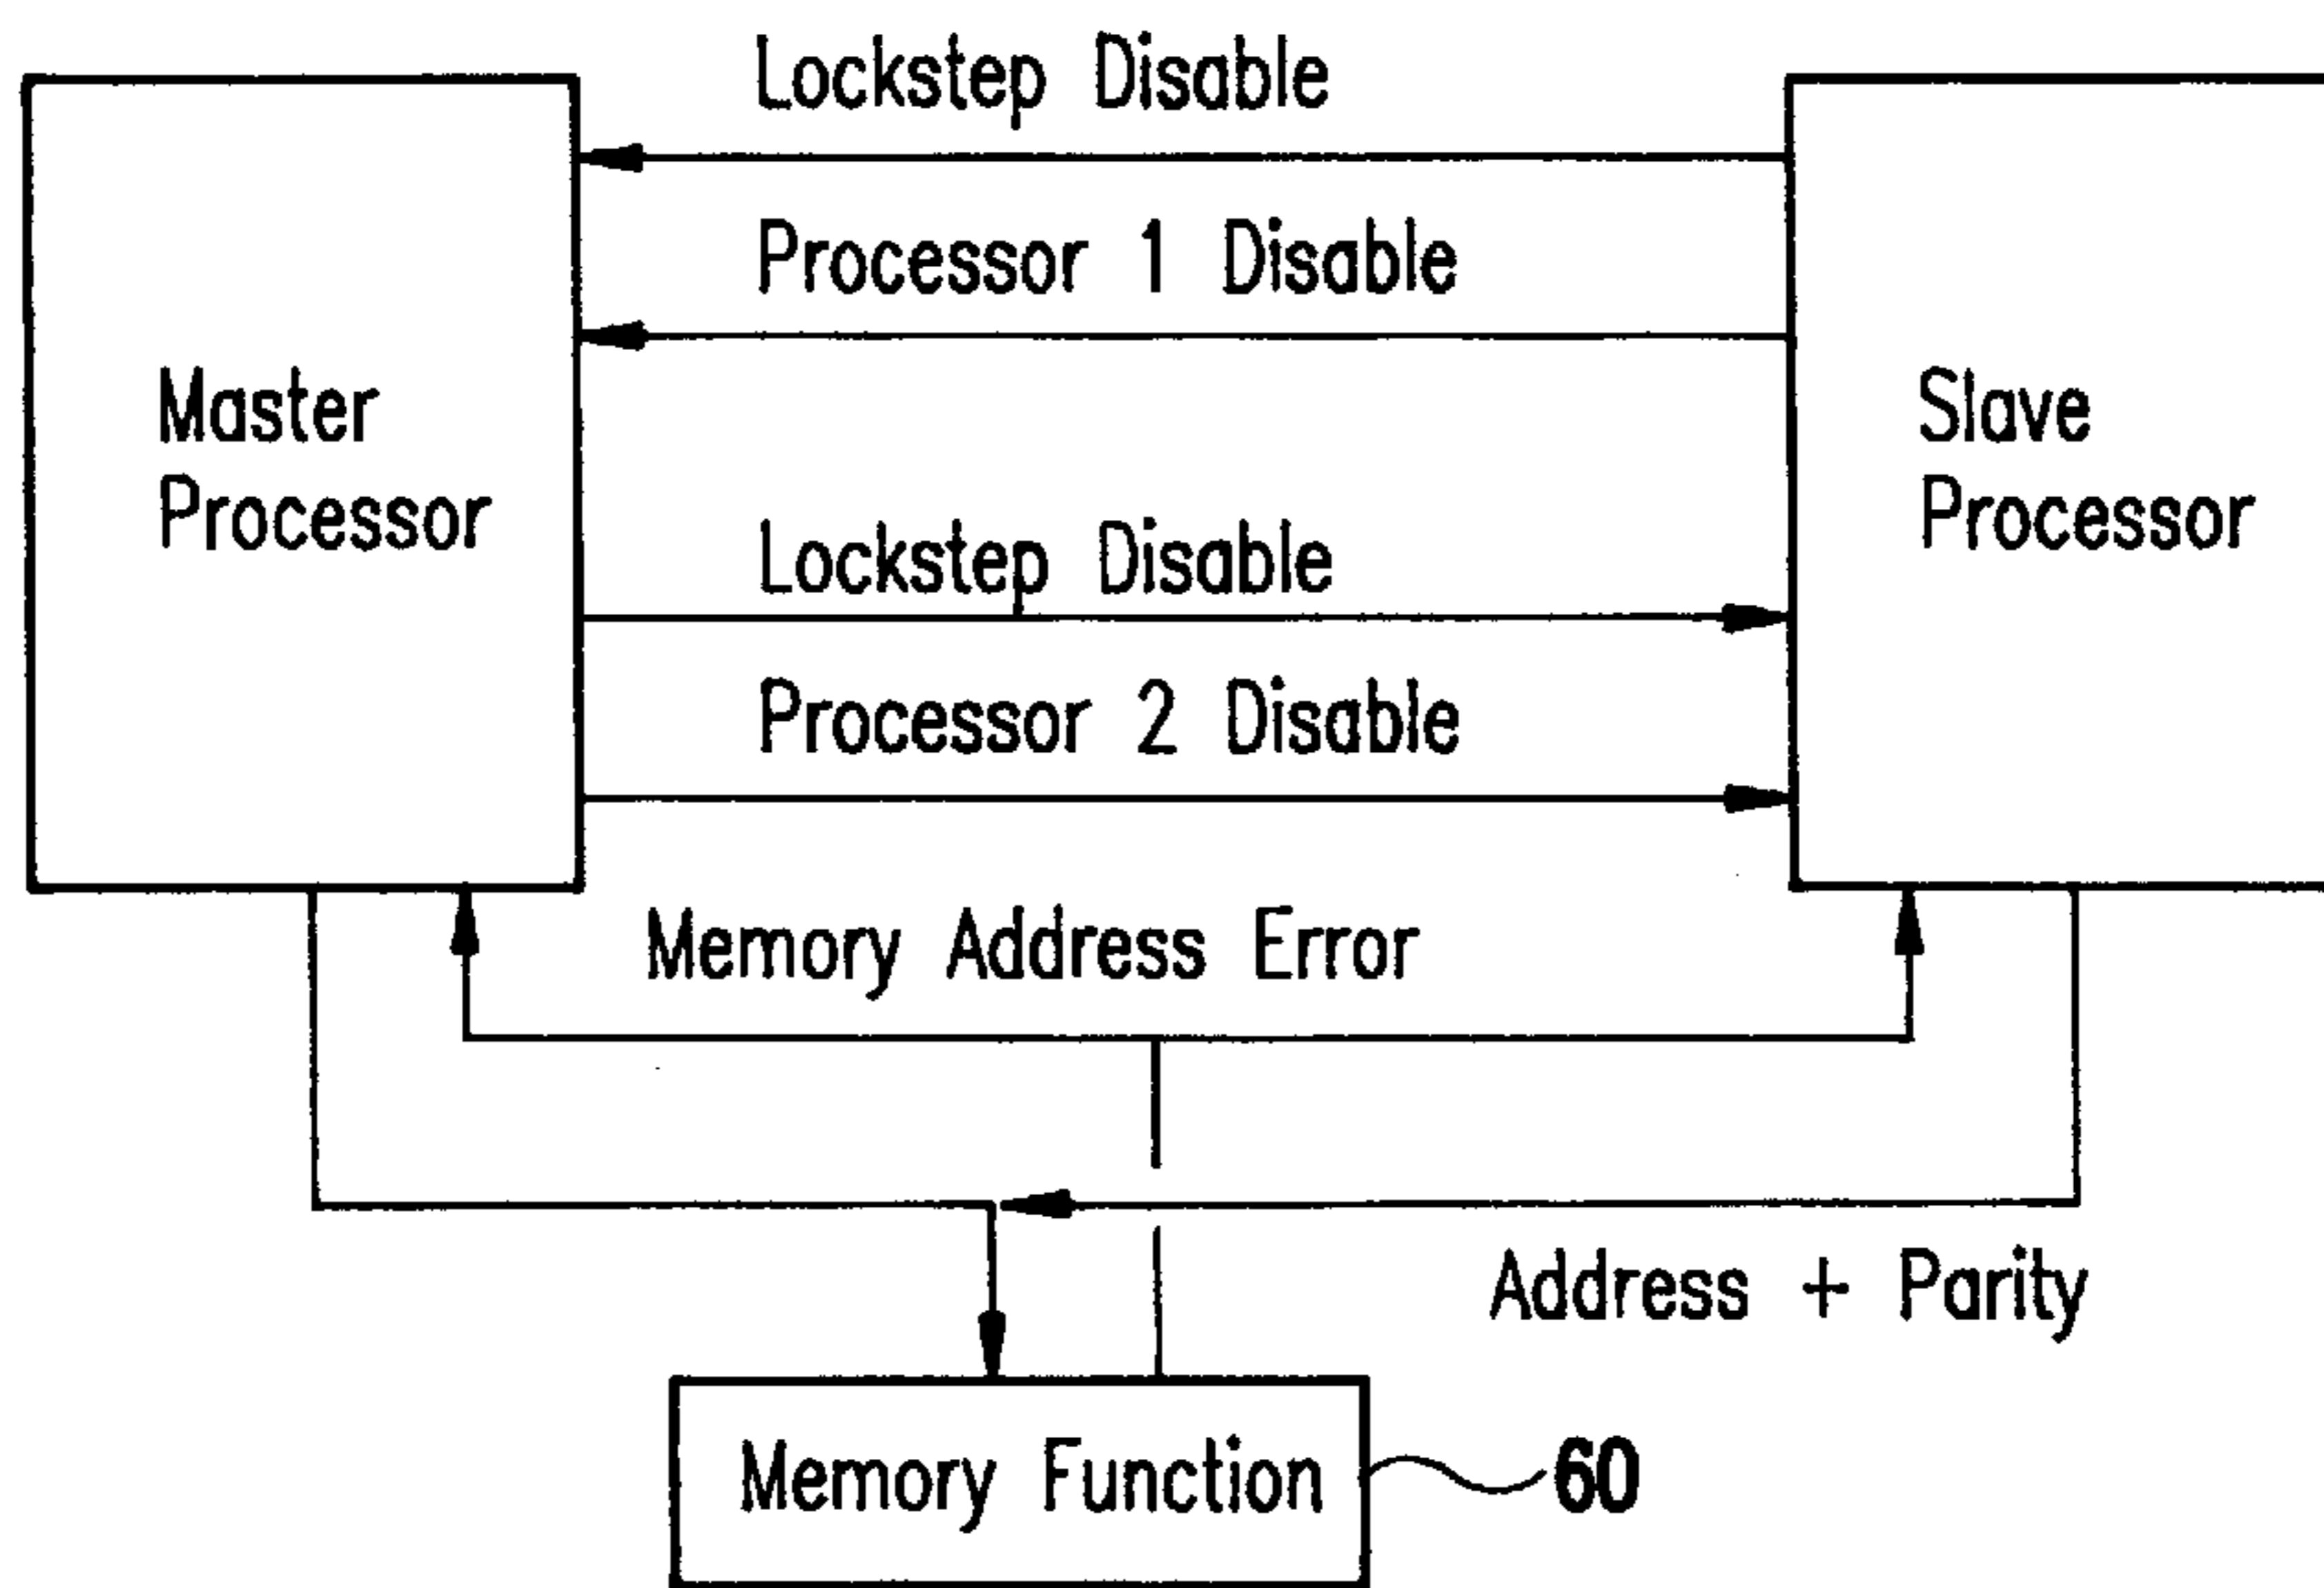 Lockstep Disable
Processor 1 Disable
Master
Processor
Slave
Processor
Lockstep Disable
Processor 2 Disable
Memory Address Error
Address + Parity
Memory Function
60